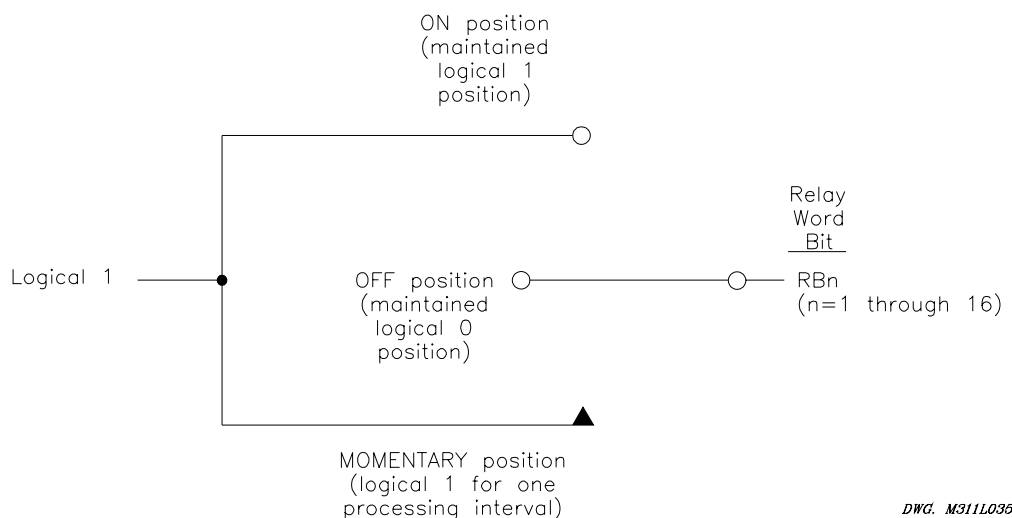 ON position
(maintained
logical 1
position)
Relay
Word
Bit
Logical 1
OFF position
(maintained
logical 0
position)
RBn
(n=1 through 16)
MOMENTARY position
(logical 1 for one
processing interval)
DWG. M311L035